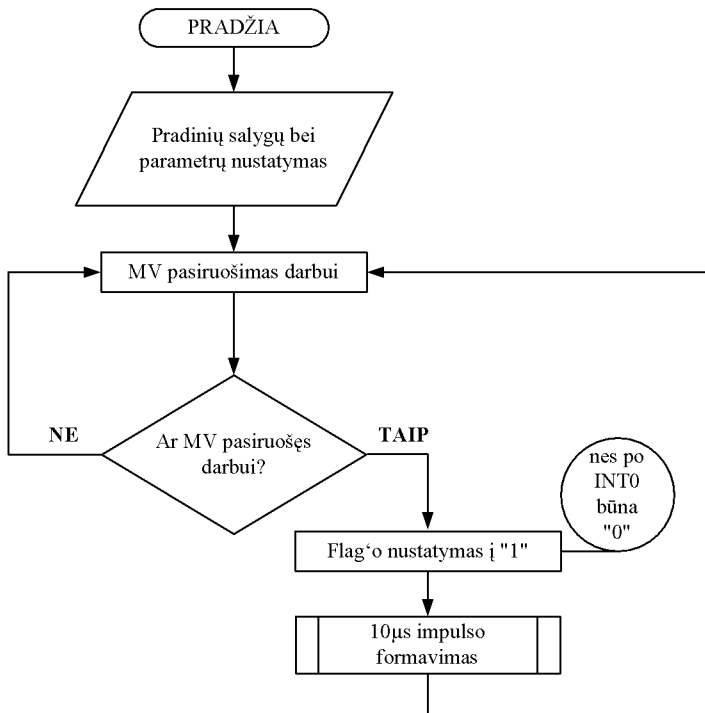 PRADŽIA
Pradinių salygų bei
parametrų nustatymas
MV pasiruošimas darbui
NE
Ar MV pasiruošęs
darbui?
TAIP
nes po
INT0
būna
"0"
Flag‘o nustatymas į "1"
10µs impulso
formavimas